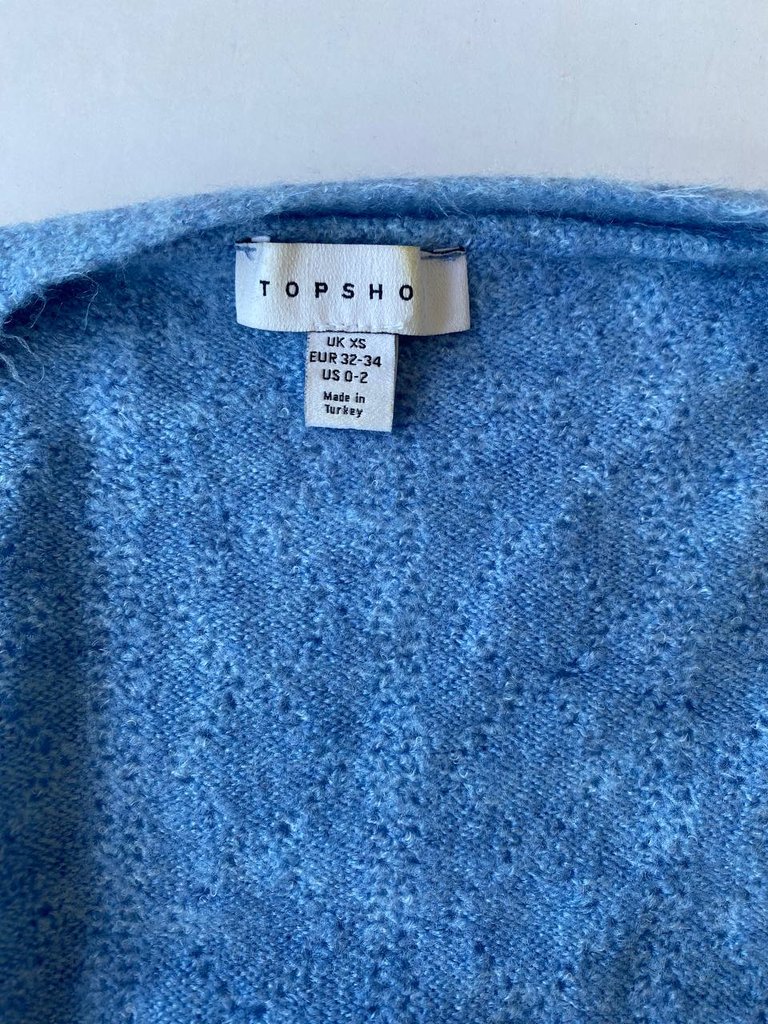 TOPSHO
UK XS
EUR 32-34
US 0-2
Made in
Turkey